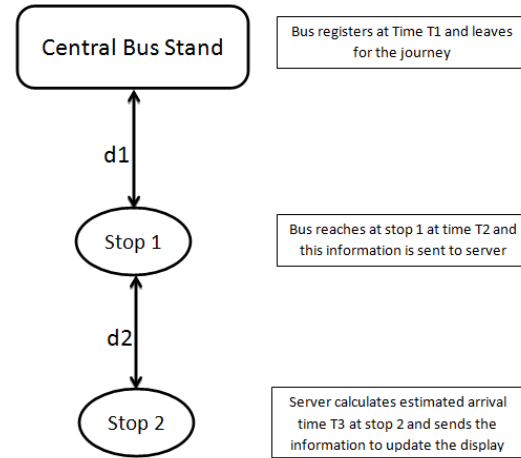 Central Bus Stand
Bus registers at Time T1 and leaves
for the journey
d1
Stop 1
Bus reaches at stop 1 at time T2 and
this information is sent to server
d2
Stop 2
Server calculates estimated arrival
time T3 at stop 2 and sends the
information to update the display